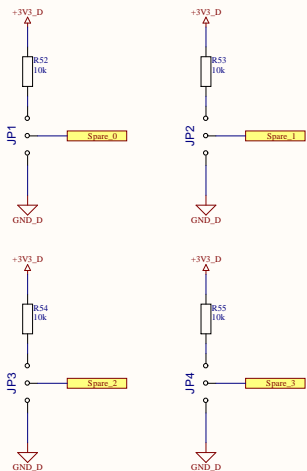 +3V3_D
R52
10k
JP1
Spare_0
GND_D
+3V3_D
R53
10k
JP2
Spare_1
GND_D
+3V3_D
R54
10k
JP3
Spare_2
GND_D
+3V3_D
R55
10k
JP4
Spare_3
GND_D